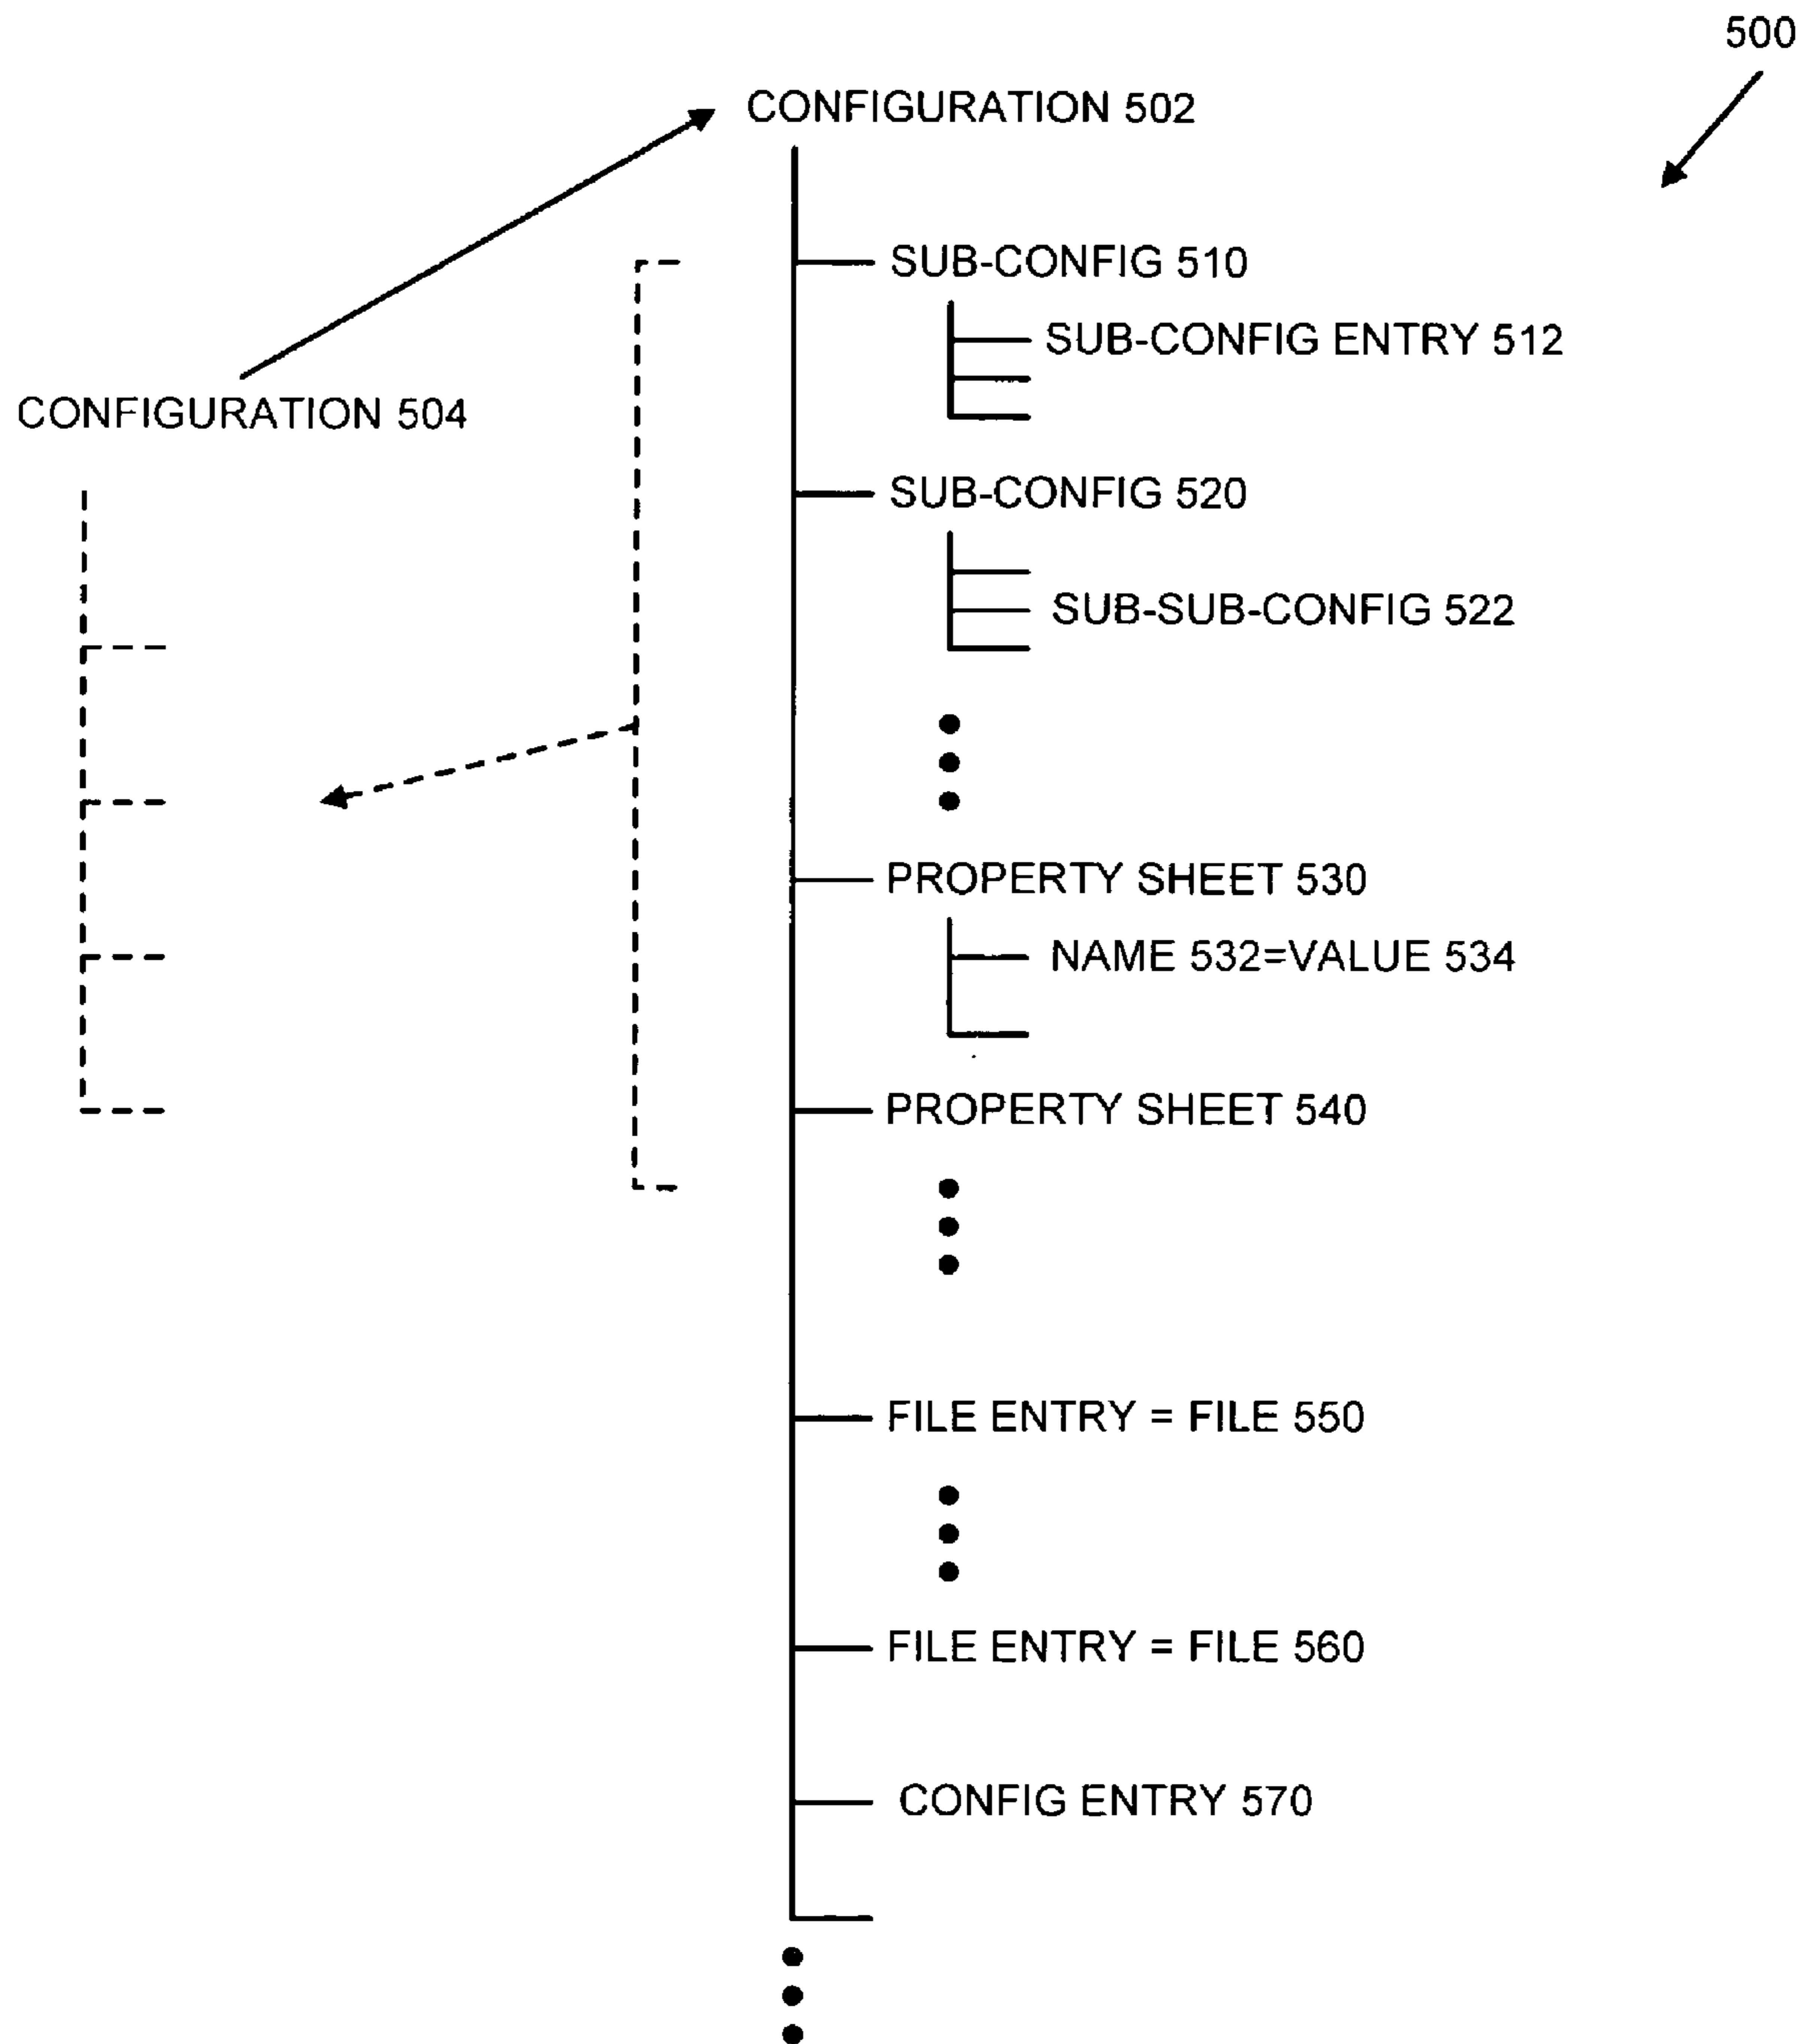 500
CONFIGURATION 502
SUB-CONFIG 510
SUB-CONFIG ENTRY 512
CONFIGURATION 504
SUB-CONFIG 520
SUB-SUB-CONFIG 522
PROPERTY SHEET 530
NAME 532=VALUE 534
PROPERTY SHEET 540
FILE ENTRY = FILE 550
FILE ENTRY = FILE 560
CONFIG ENTRY 570